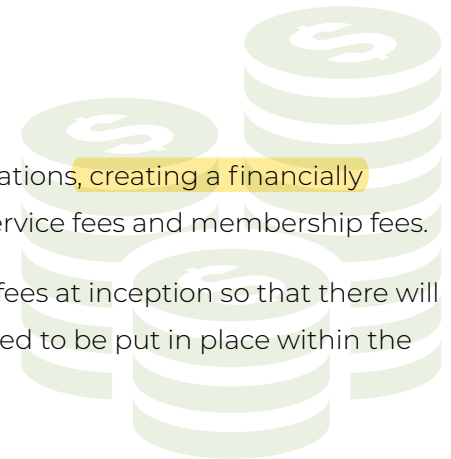 ations, creating a financially
ervice fees and membership fees.
fees at inception so that there will
ed to be put in place within the